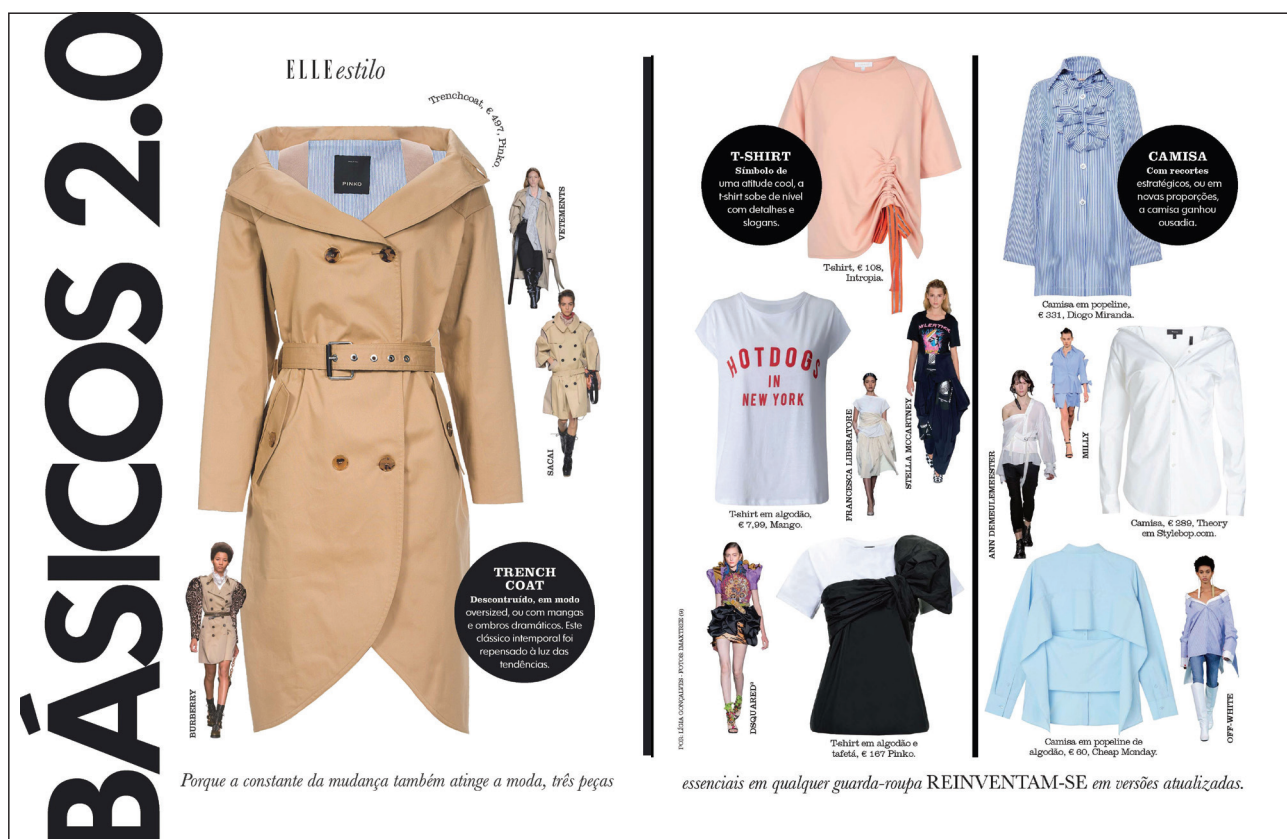 BÁSICOS 2.0
ELLEestilo
Trenchcoat, € 497, Pinko.
PINKO
VETEMENTS
SACAI
BURBERRY
TRENCH
COAT
Descontruído, em modo
oversized, ou com mangas
e ombros dramáticos. Este
clássico intemporal foi
repensado à luz das
tendências.
Porque a constante da mudança também atinge a moda, três peças
T-SHIRT
Símbolo de
uma atitude cool, a
t-shirt sobe de nível
com detalhes e
slogans.
T-shirt, € 108,
Intropia.
HOTDOGS
IN
NEW YORK
T-shirt em algodão,
€ 7,99, Mango.
FRANCESCA LIBERATORE
STELLA MCCARTNEY
DSQUARED²
POR: LÍGIA GONÇALVES - FOTOS: IMAXTREE
T-shirt em algodão e
tafetá, € 167 Pinko.
CAMISA
Com recortes
estratégicos, ou em
novas proporções,
a camisa ganhou
ousadia.
Camisa em popeline,
€ 331, Diogo Miranda.
ANN DEMEULEMEESTER
MILLY
Camisa, € 289, Theory
em Stylebop.com.
Camisa em popeline de
algodão, € 60, Cheap Monday.
OFF-WHITE
essenciais em qualquer guarda-roupa REINVENTAM-SE em versões atualizadas.